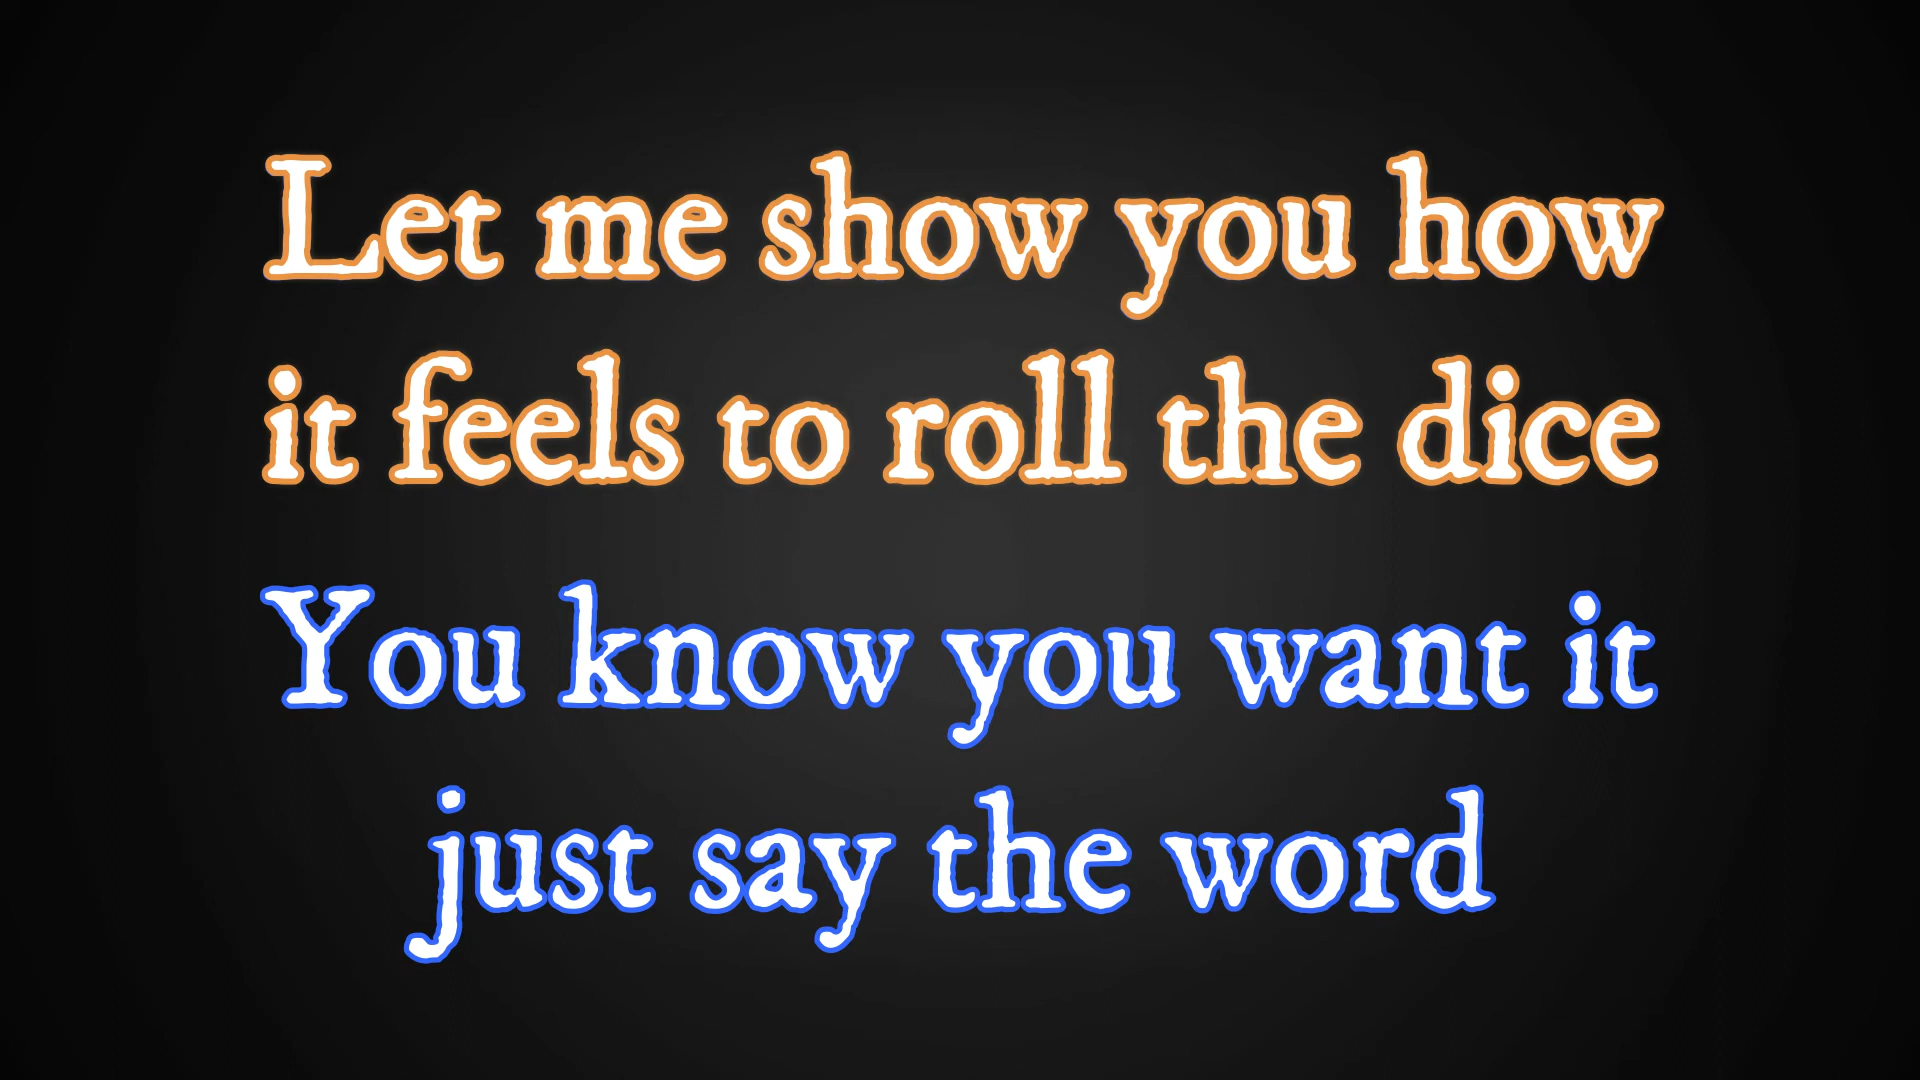 Let me show you how
it feels to roll the dice
You know you want it
just say the word